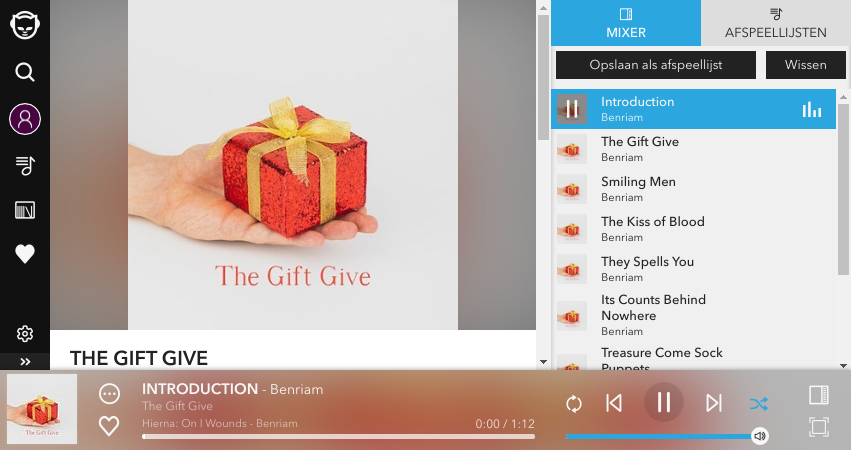 The Gift Give
THE GIFT GIVE
MIXER
AFSPEELLIJSTEN
Opslaan als afspeellijst
Wissen
Introduction
Benriam
The Gift Give
Benriam
Smiling Men
Benriam
The Kiss of Blood
Benriam
They Spells You
Benriam
Its Counts Behind
Nowhere
Benriam
Treasure Come Sock
Puppets
The Gift Give
INTRODUCTION - Benriam
The Gift Give
Hierna: On I Wounds - Benriam
0:00 / 1:12